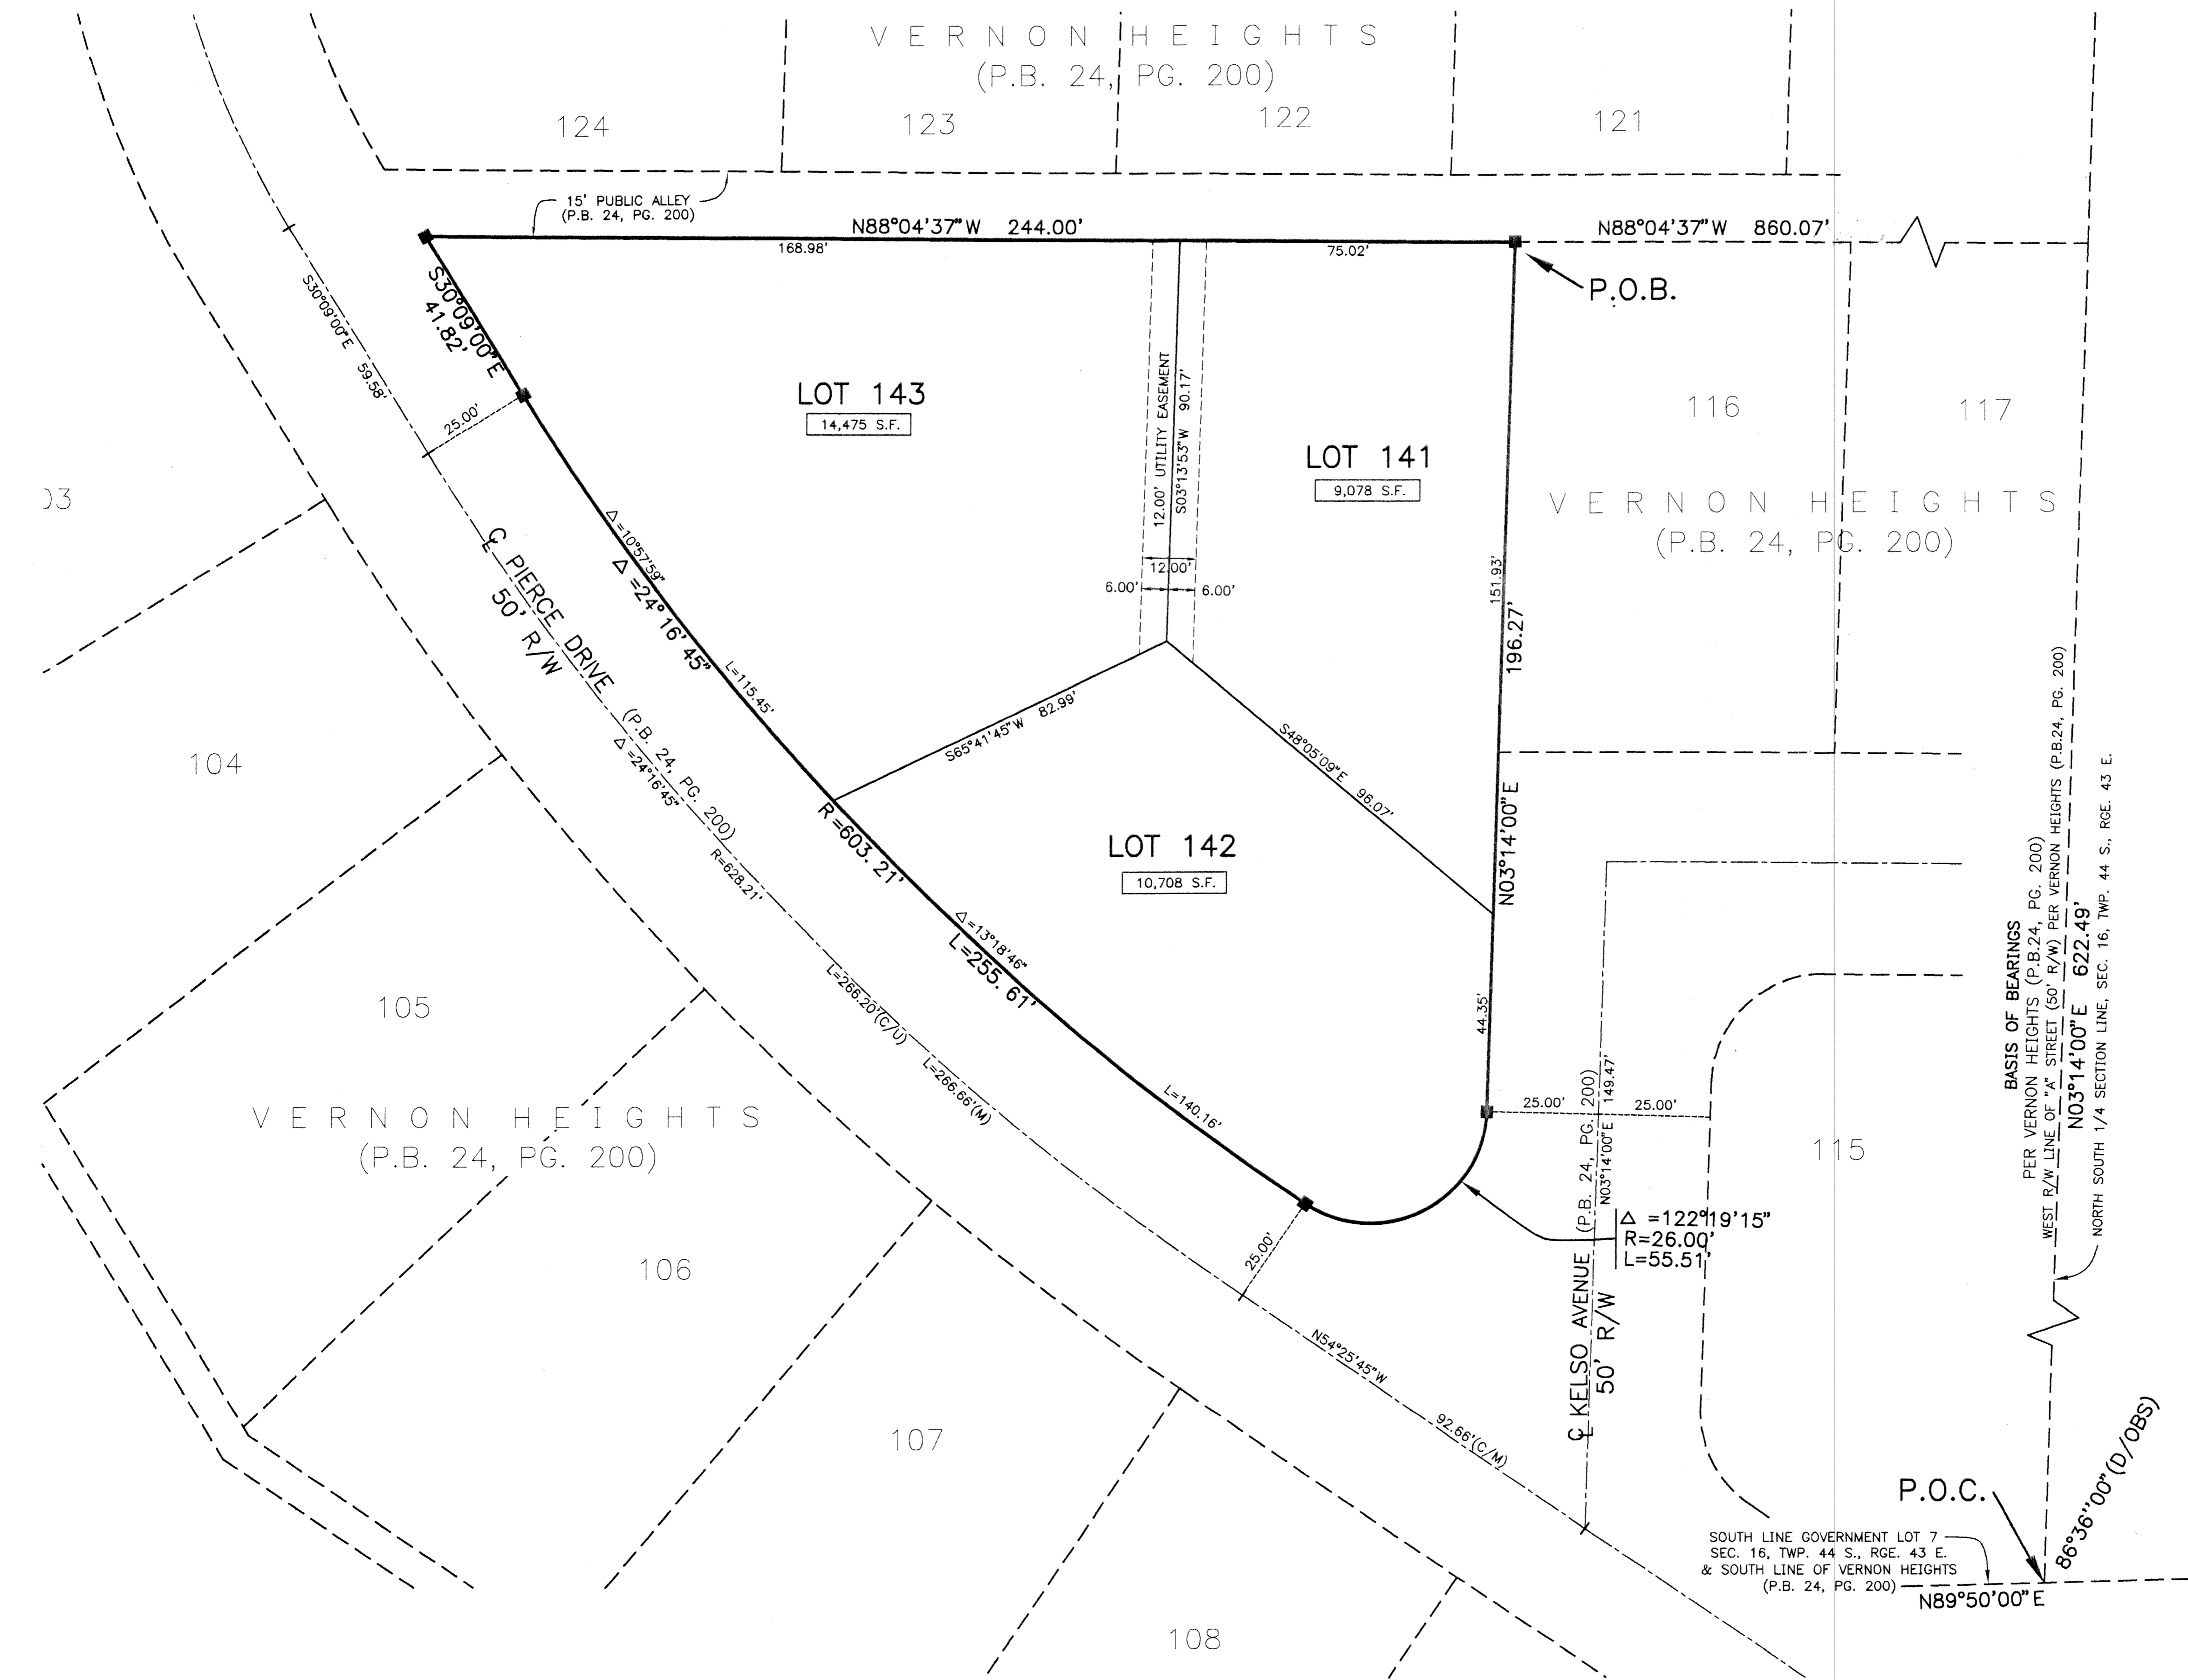 VERNON HEIGHTS
(P.B. 24, PG. 200)
124
123
122
121
15' PUBLIC ALLEY
(P.B. 24, PG. 200)
N88°04'37"W 244.00'
168.98'
75.02'
N88°04'37"W 860.07'
P.O.B.
S30°09'00"E
41.82'
S30°09'00"E 59.58'
25.00'
LOT 143
14,475 S.F.
12.00' UTILITY EASEMENT
S03°13'53"W 90.17'
12.00'
6.00'
6.00'
LOT 141
9,078 S.F.
151.93'
196.27'
N03°14'00"E
44.35'
116
117
VERNON HEIGHTS
(P.B. 24, PG. 200)
03
℄ PIERCE DRIVE (P.B. 24, PG. 200)
50' R/W
Δ=10°57'59"
Δ=24°16'45"
L=115.45'
Δ=24°16'45"
R=628.21'
L=266.20'(C/U)
L=266.66'(M)
S65°41'45"W 82.99'
S48°05'09"E 96.07'
R=603.21'
LOT 142
10,708 S.F.
Δ=13°18'46"
L=255.61'
L=140.16'
104
105
VERNON HEIGHTS
(P.B. 24, PG. 200)
106
107
108
25.00'
25.00'
25.00'
115
Δ=122°19'15"
R=26.00'
L=55.51'
℄ KELSO AVENUE (P.B. 24, PG. 200)
50' R/W
N03°14'00"E 149.47'
N54°25'45"W 92.66'(C/M)
BASIS OF BEARINGS
PER VERNON HEIGHTS (P.B.24, PG. 200)
WEST R/W LINE OF "A" STREET (50' R/W) PER VERNON HEIGHTS (P.B.24, PG. 200)
N03°14'00"E 622.49'
NORTH SOUTH 1/4 SECTION LINE, SEC. 16, TWP. 44 S., RGE. 43 E.
P.O.C.
86°36'00"(D/OBS)
SOUTH LINE GOVERNMENT LOT 7
SEC. 16, TWP. 44 S., RGE. 43 E.
& SOUTH LINE OF VERNON HEIGHTS
(P.B. 24, PG. 200)
N89°50'00"E